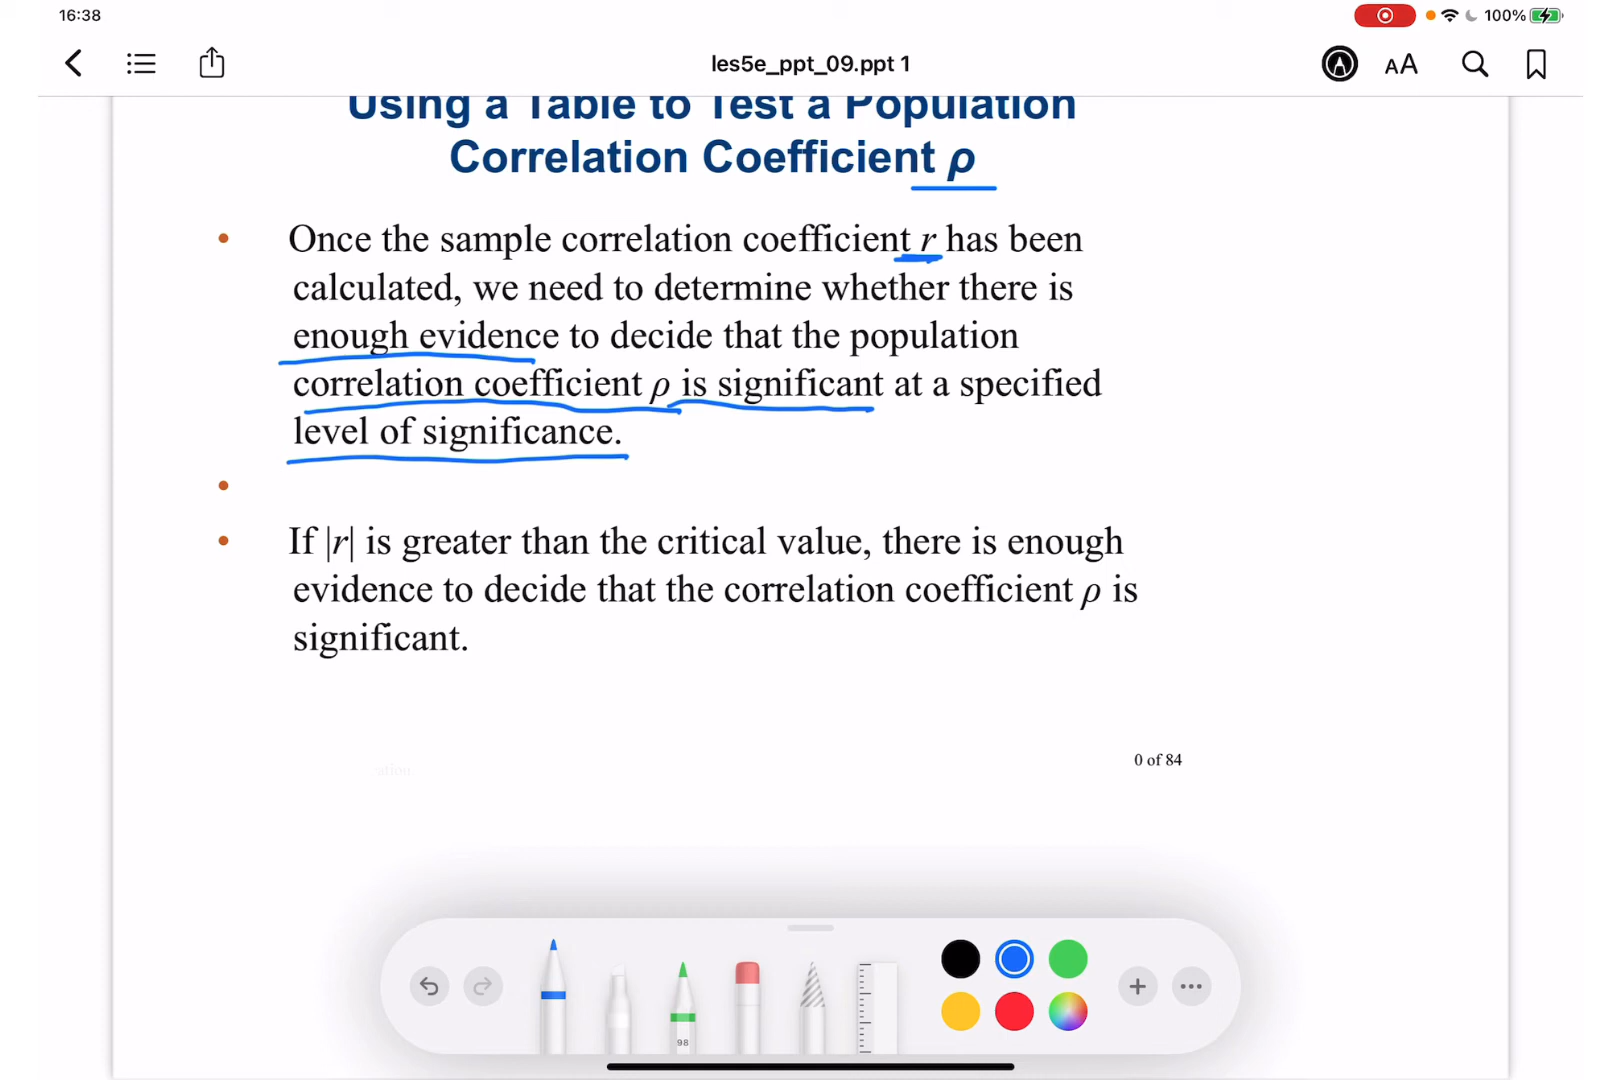 16:38
100%
les5e_ppt_09.ppt 1
AA
Using a Table to Test a Population
Correlation Coefficient ρ
• Once the sample correlation coefficient r has been
calculated, we need to determine whether there is
enough evidence to decide that the population
correlation coefficient ρ is significant at a specified
level of significance.
•
• If |r| is greater than the critical value, there is enough
evidence to decide that the correlation coefficient ρ is
significant.
0 of 84
98